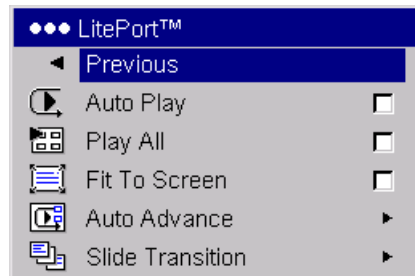 LitePort™
Previous
Auto Play
Play All
Fit To Screen
Auto Advance
Slide Transition